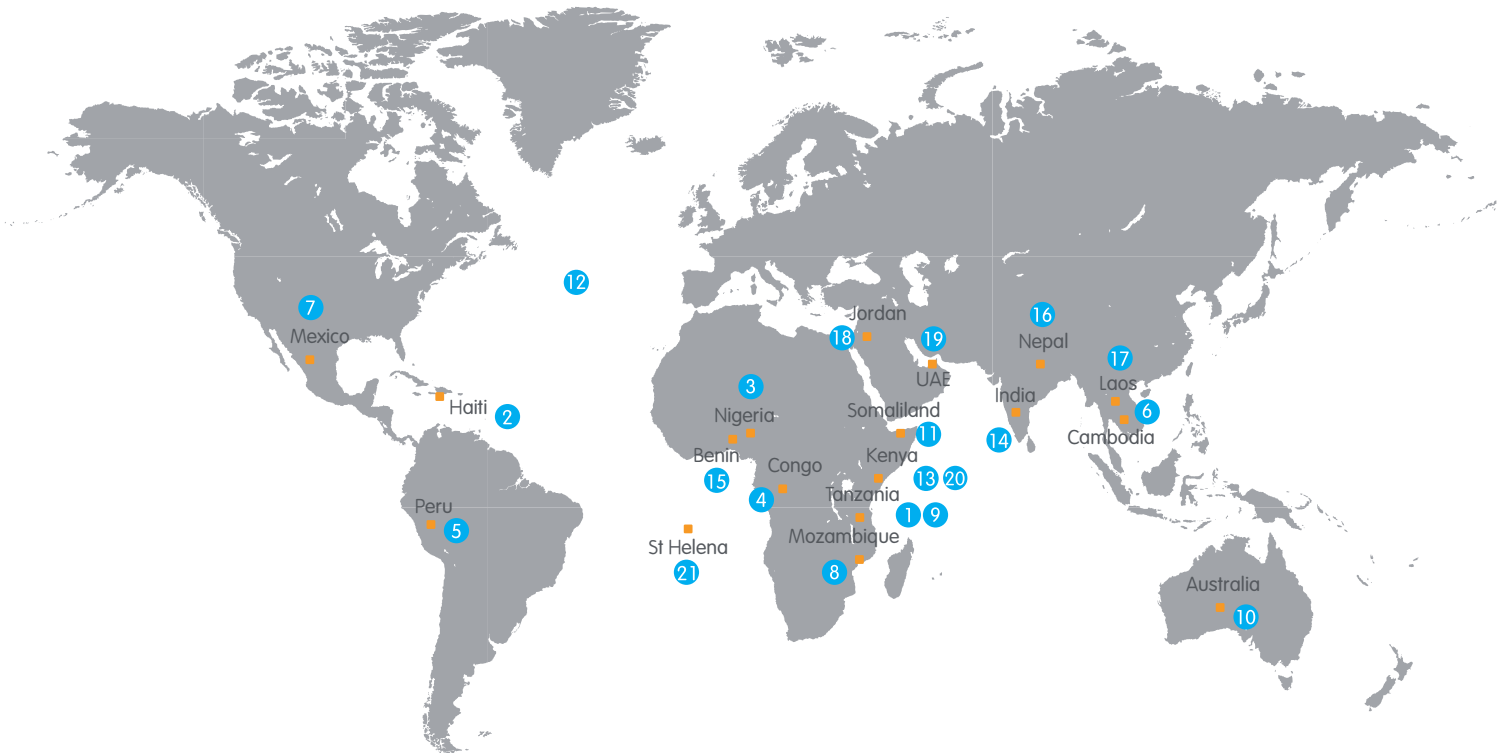 12
7
Mexico
Jordan
18
19
16
Nepal
17
UAE
Laos
3
India
Haiti
2
Nigeria
Somaliland
6
11
14
Cambodia
Benin
Kenya
Congo
15
13
20
4
Tanzania
Peru
5
1
9
St Helena
Mozambique
21
8
Australia
10